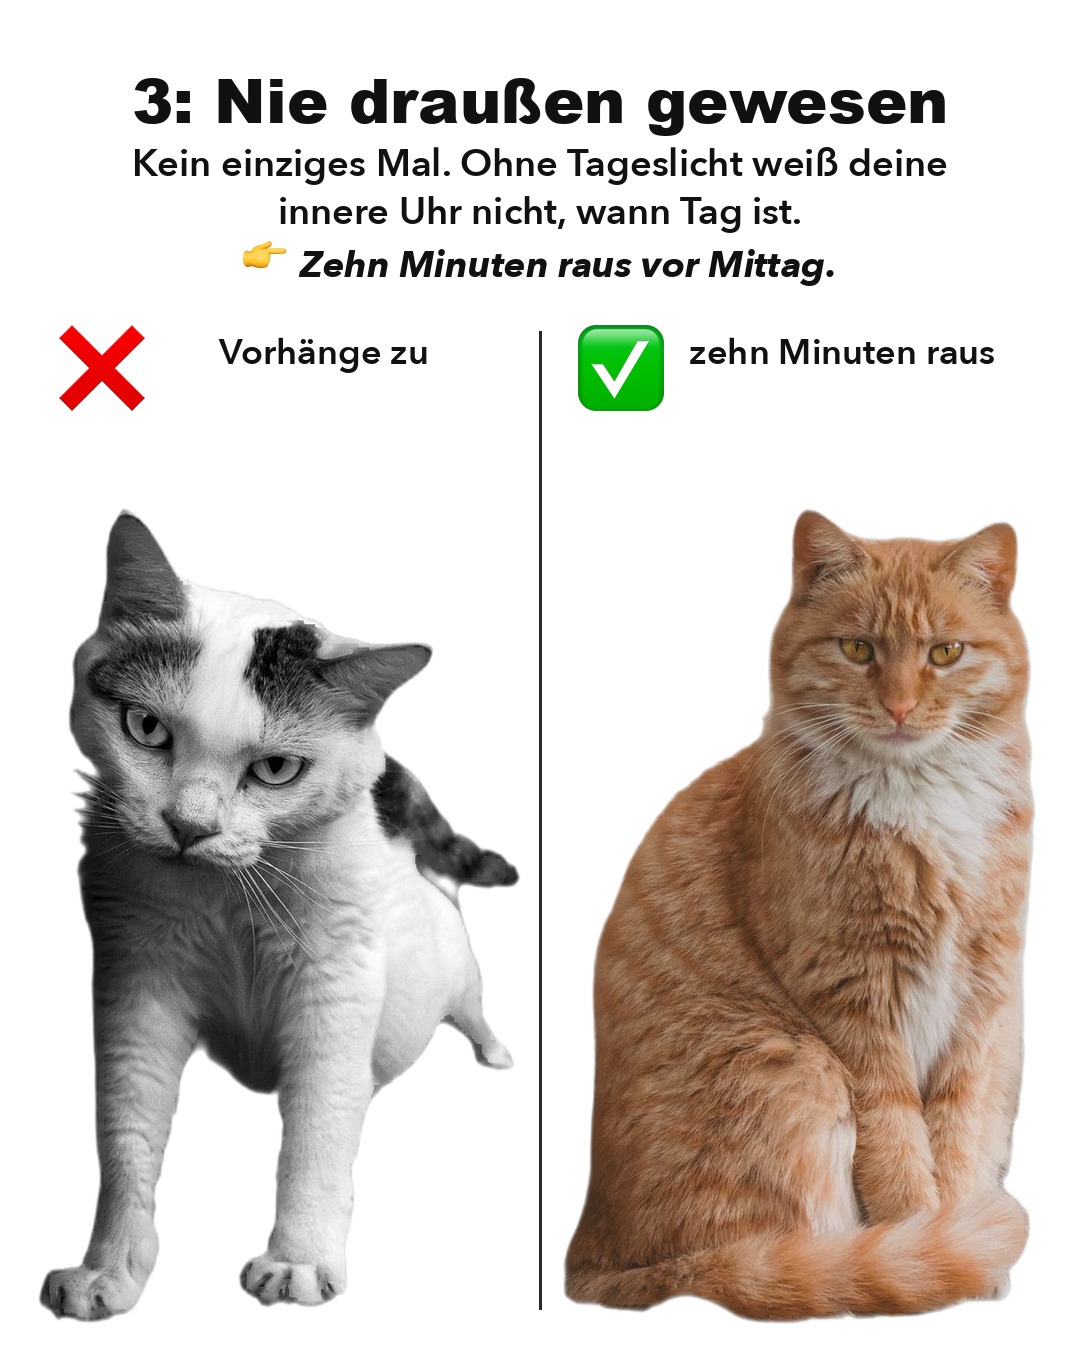 3: Nie draußen gewesen
Kein einziges Mal. Ohne Tageslicht weiß deine
innere Uhr nicht, wann Tag ist.
👉 Zehn Minuten raus vor Mittag.
❌ Vorhänge zu
✅ zehn Minuten raus